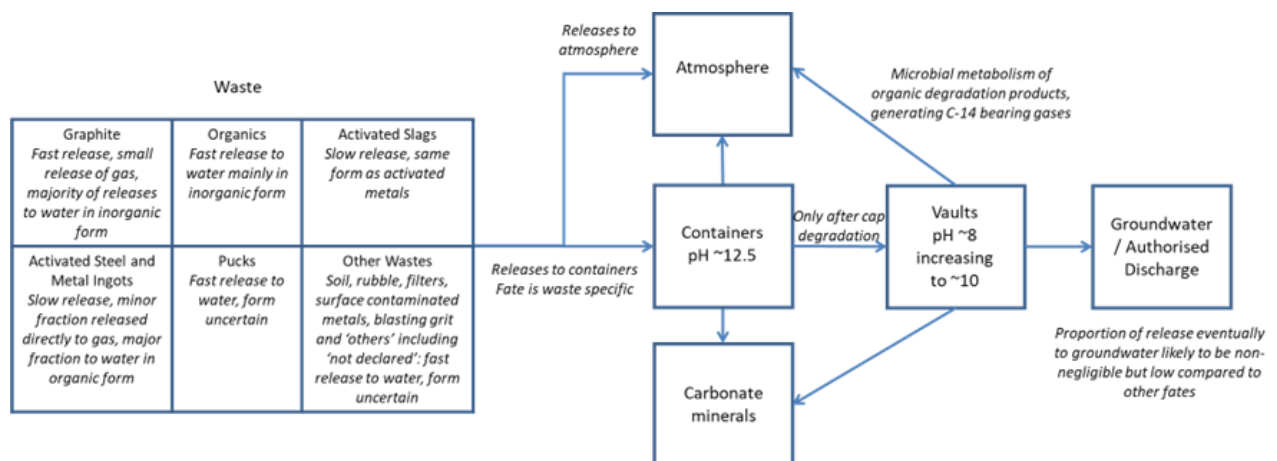 Waste
Graphite
Fast release, small
release of gas,
majority of releases
to water in inorganic
form
Organics
Fast release to
water mainly in
inorganic form
Activated Slags
Slow release, same
form as activated
metals
Activated Steel and
Metal Ingots
Slow release, minor
fraction released
directly to gas, major
fraction to water in
organic form
Pucks
Fast release to
water, form
uncertain
Other Wastes
Soil, rubble, filters,
surface contaminated
metals, blasting grit
and ‘others’ including
‘not declared’: fast
release to water, form
uncertain
Releases to
atmosphere
Releases to containers
Fate is waste specific
Atmosphere
Containers
pH ~12.5
Carbonate
minerals
Only after cap
degradation
Microbial metabolism of
organic degradation products,
generating C-14 bearing gases
Vaults
pH ~8
increasing
to ~10
Groundwater
/ Authorised
Discharge
Proportion of release eventually
to groundwater likely to be non-
negligible but low compared to
other fates